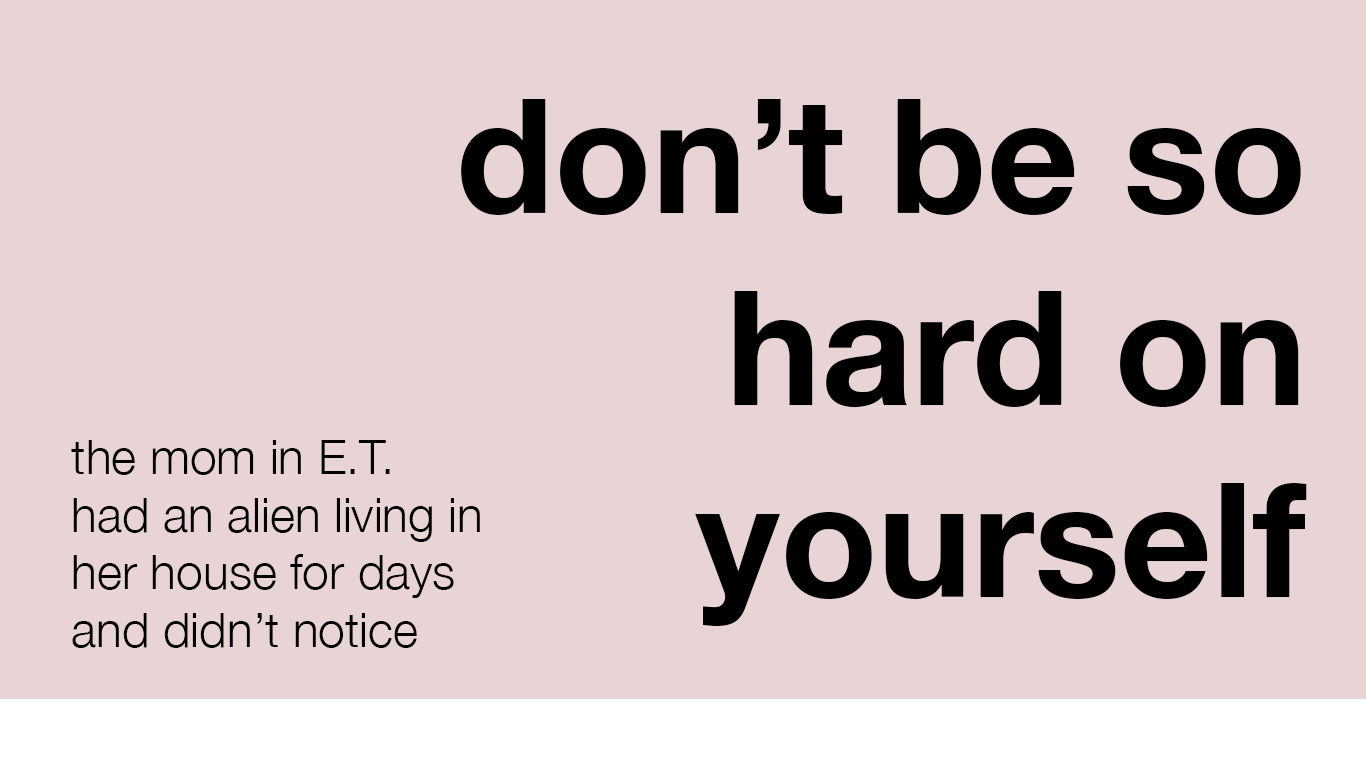 don’t be so
hard on
yourself
the mom in E.T.
had an alien living in
her house for days
and didn’t notice